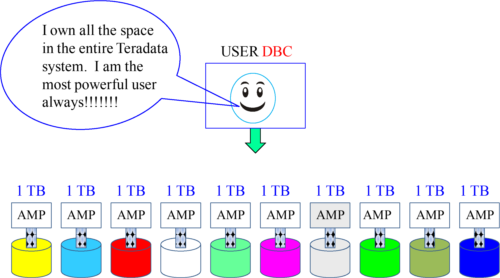 I own all the space
in the entire Teradata
system.  I am the
most powerful user
always!!!!!!!
USER DBC
1 TB 1 TB 1 TB 1 TB 1 TB 1 TB 1 TB 1 TB 1 TB 1 TB
AMP AMP AMP AMP AMP AMP AMP AMP AMP AMP